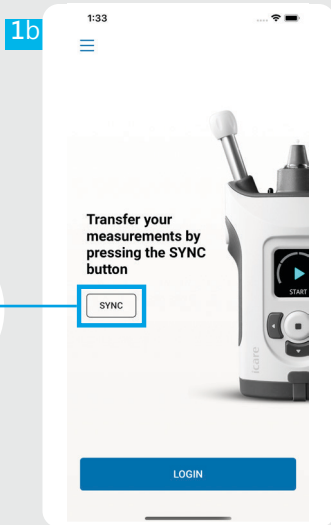 1b
1:33
Transfer your
measurements by
pressing the SYNC
button
SYNC
START
icare
LOGIN